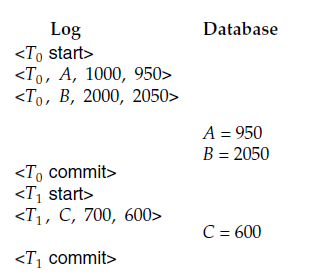 Log Database
<T0 start>
<T0, A, 1000, 950>
<T0, B, 2000, 2050>
A = 950
B = 2050
<T0 commit>
<T1 start>
<T1, C, 700, 600>
C = 600
<T1 commit>